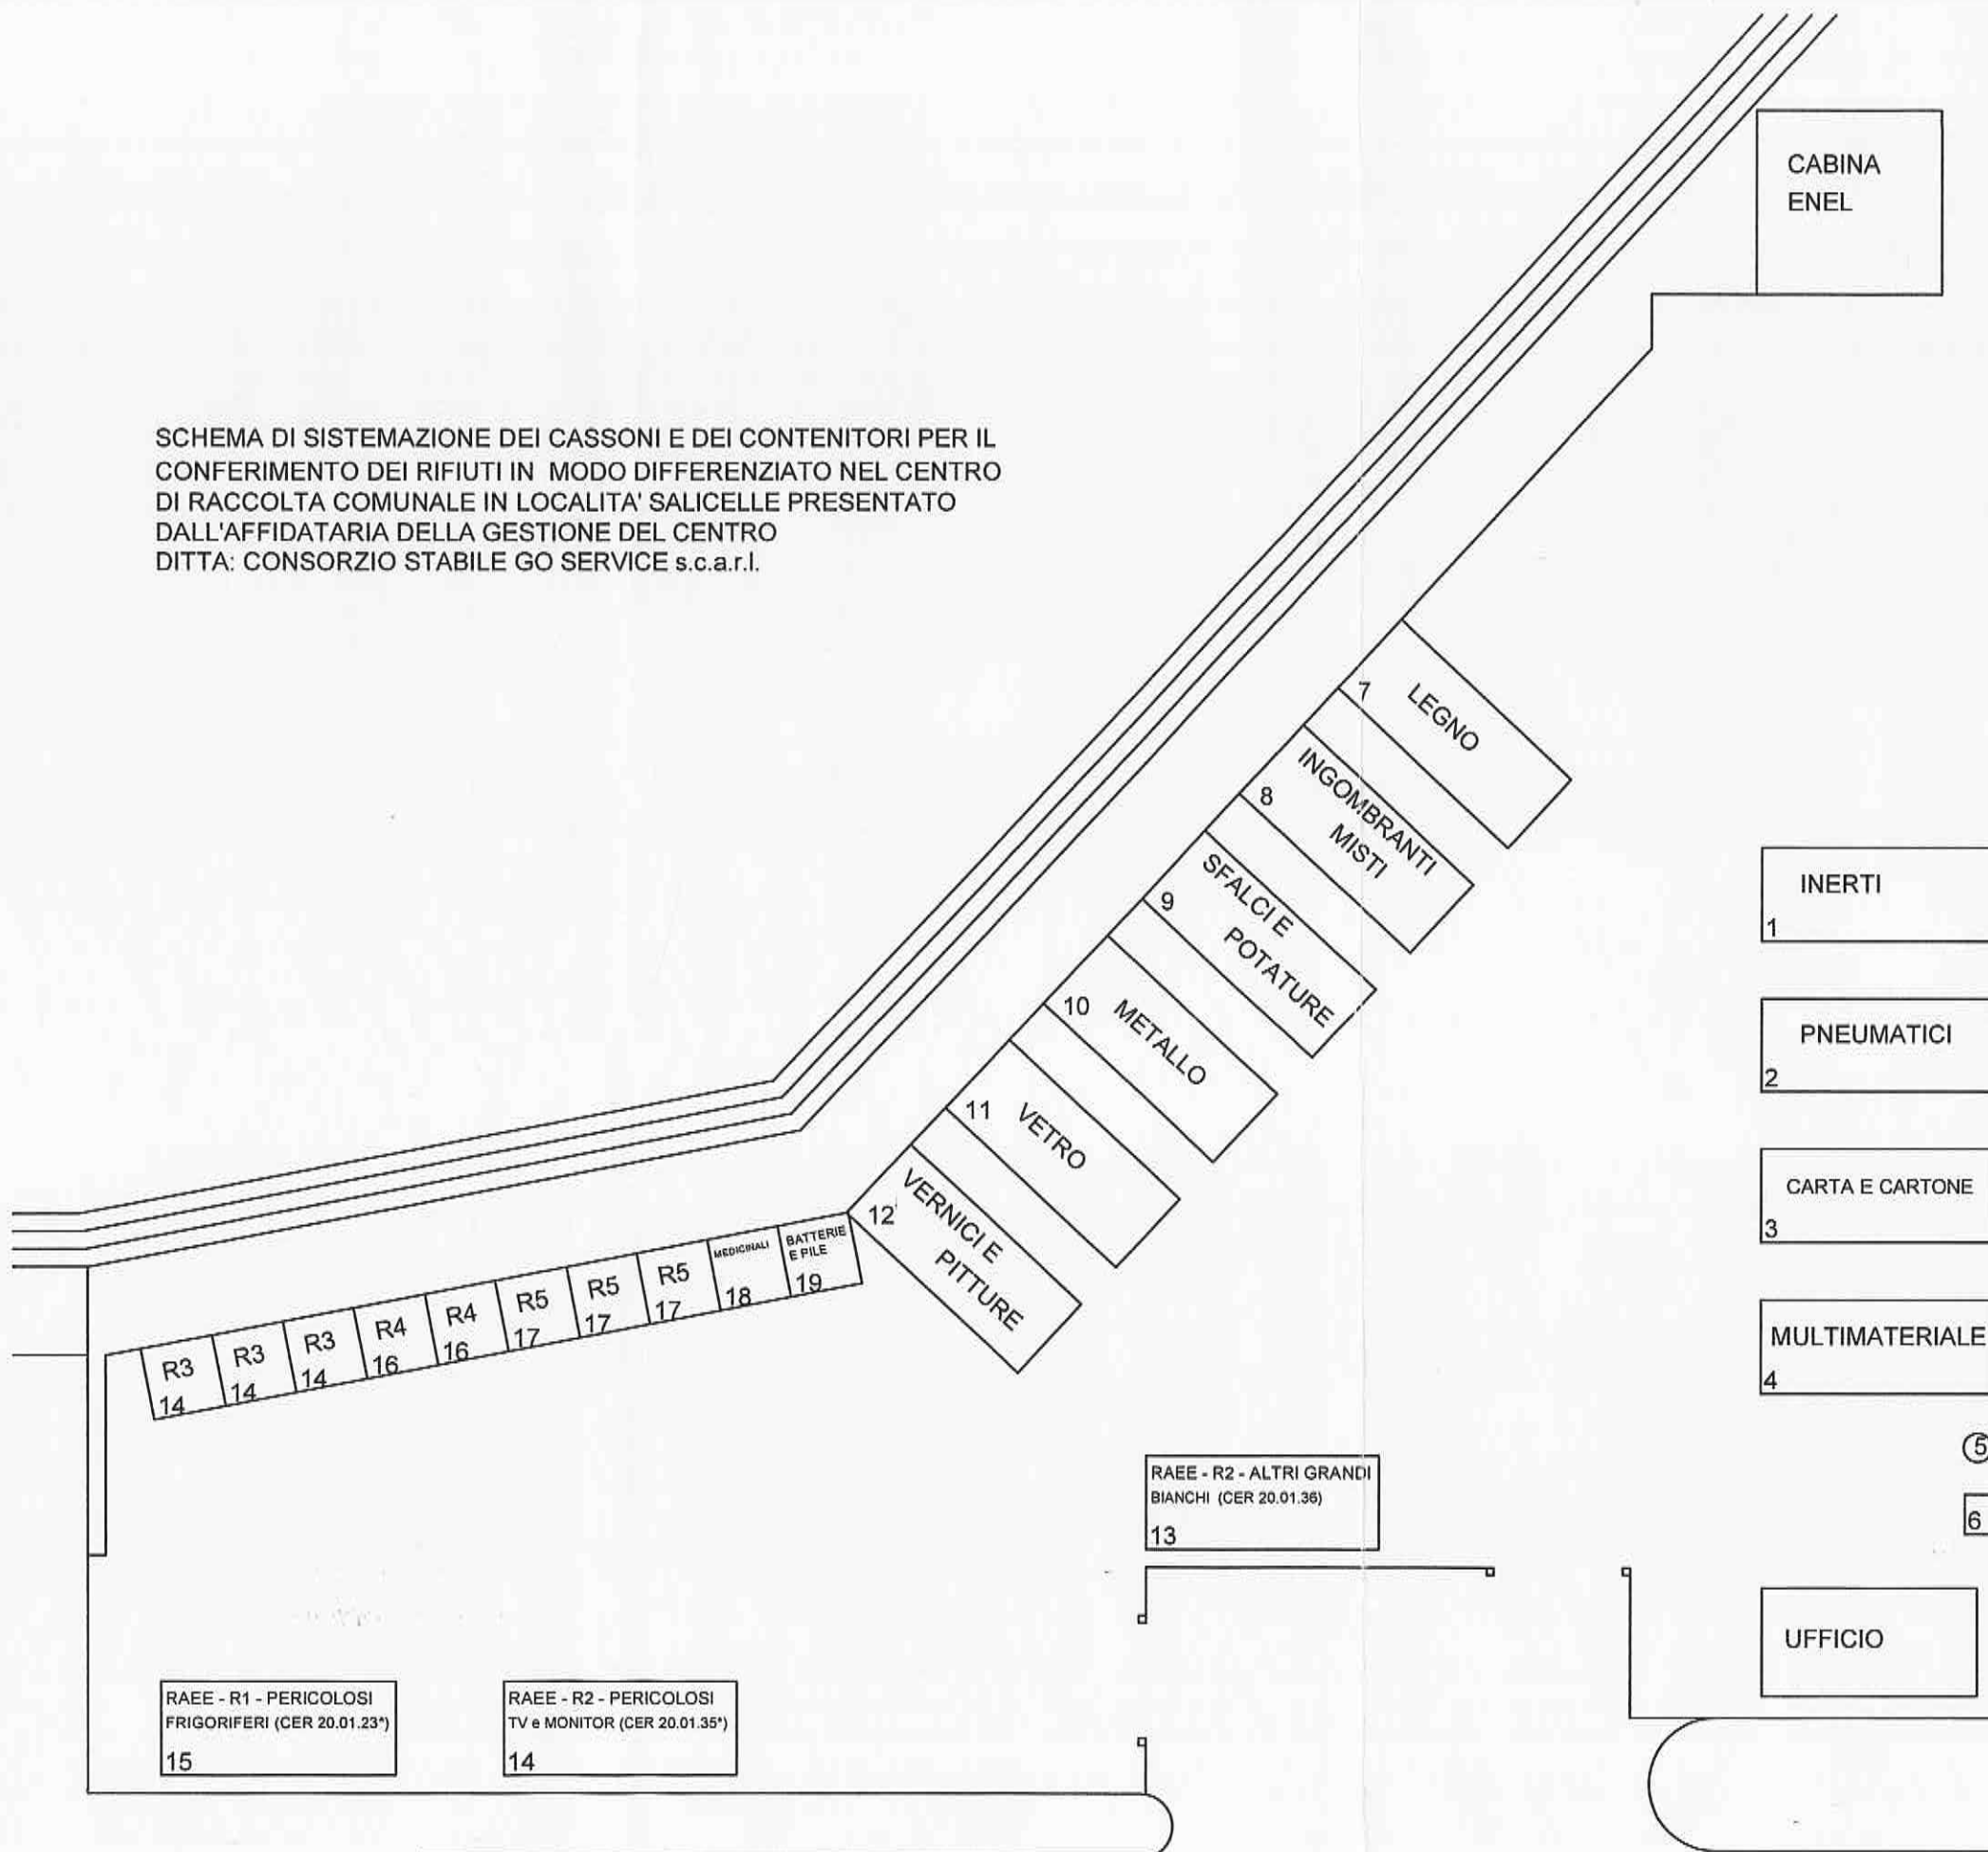 CABINA
ENEL
SCHEMA DI SISTEMAZIONE DEI CASSONI E DEI CONTENITORI PER IL
CONFERIMENTO DEI RIFIUTI IN MODO DIFFERENZIATO NEL CENTRO
DI RACCOLTA COMUNALE IN LOCALITA' SALICELLE PRESENTATO
DALL'AFFIDATARIA DELLA GESTIONE DEL CENTRO
DITTA: CONSORZIO STABILE GO SERVICE s.c.a.r.l.
7 LEGNO
8 INGOMBRANTI
MISTI
9 SFALCI E
POTATURE
10 METALLO
11 VETRO
12 VERNICI E
PITTURE
INERTI
1
PNEUMATICI
2
CARTA E CARTONE
3
MULTIMATERIALE
4
5
6
R3
14
R3
14
R3
14
R4
16
R4
16
R5
17
R5
17
R5
17
MEDICINALI
18
BATTERIE
E PILE
19
RAEE - R2 - ALTRI GRANDI
BIANCHI (CER 20.01.36)
13
UFFICIO
RAEE - R1 - PERICOLOSI
FRIGORIFERI (CER 20.01.23*)
15
RAEE - R2 - PERICOLOSI
TV e MONITOR (CER 20.01.35*)
14